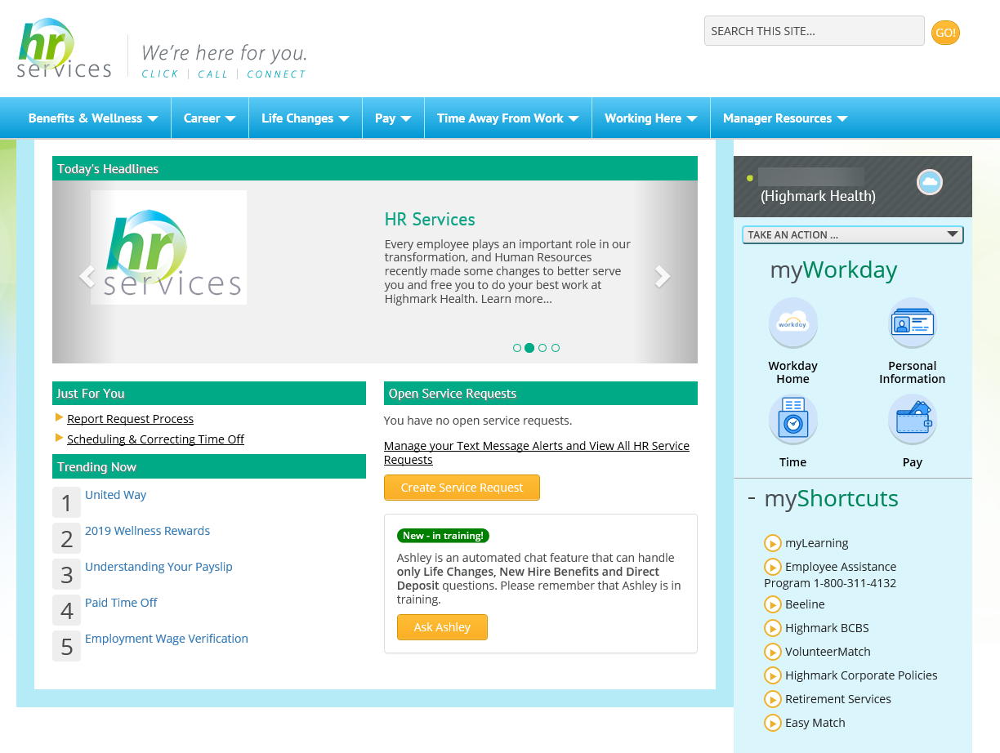 hr
services
We're here for you.
CLICK | CALL | CONNECT
SEARCH THIS SITE...
GO!
Benefits & Wellness
Career
Life Changes
Pay
Time Away From Work
Working Here
Manager Resources
Today's Headlines
hr
services
HR Services
Every employee plays an important role in our
transformation, and Human Resources
recently made some changes to better serve
you and free you to do your best work at
Highmark Health. Learn more...
Just For You
Report Request Process
Scheduling & Correcting Time Off
Trending Now
1 United Way
2 2019 Wellness Rewards
3 Understanding Your Payslip
4 Paid Time Off
5 Employment Wage Verification
Open Service Requests
You have no open service requests.
Manage your Text Message Alerts and View All HR Service
Requests
Create Service Request
New - in training!
Ashley is an automated chat feature that can handle
only Life Changes, New Hire Benefits and Direct
Deposit questions. Please remember that Ashley is in
training.
Ask Ashley
(Highmark Health)
TAKE AN ACTION ...
myWorkday
workday
Workday
Home
Personal
Information
Time
Pay
- myShortcuts
myLearning
Employee Assistance
Program 1-800-311-4132
Beeline
Highmark BCBS
VolunteerMatch
Highmark Corporate Policies
Retirement Services
Easy Match